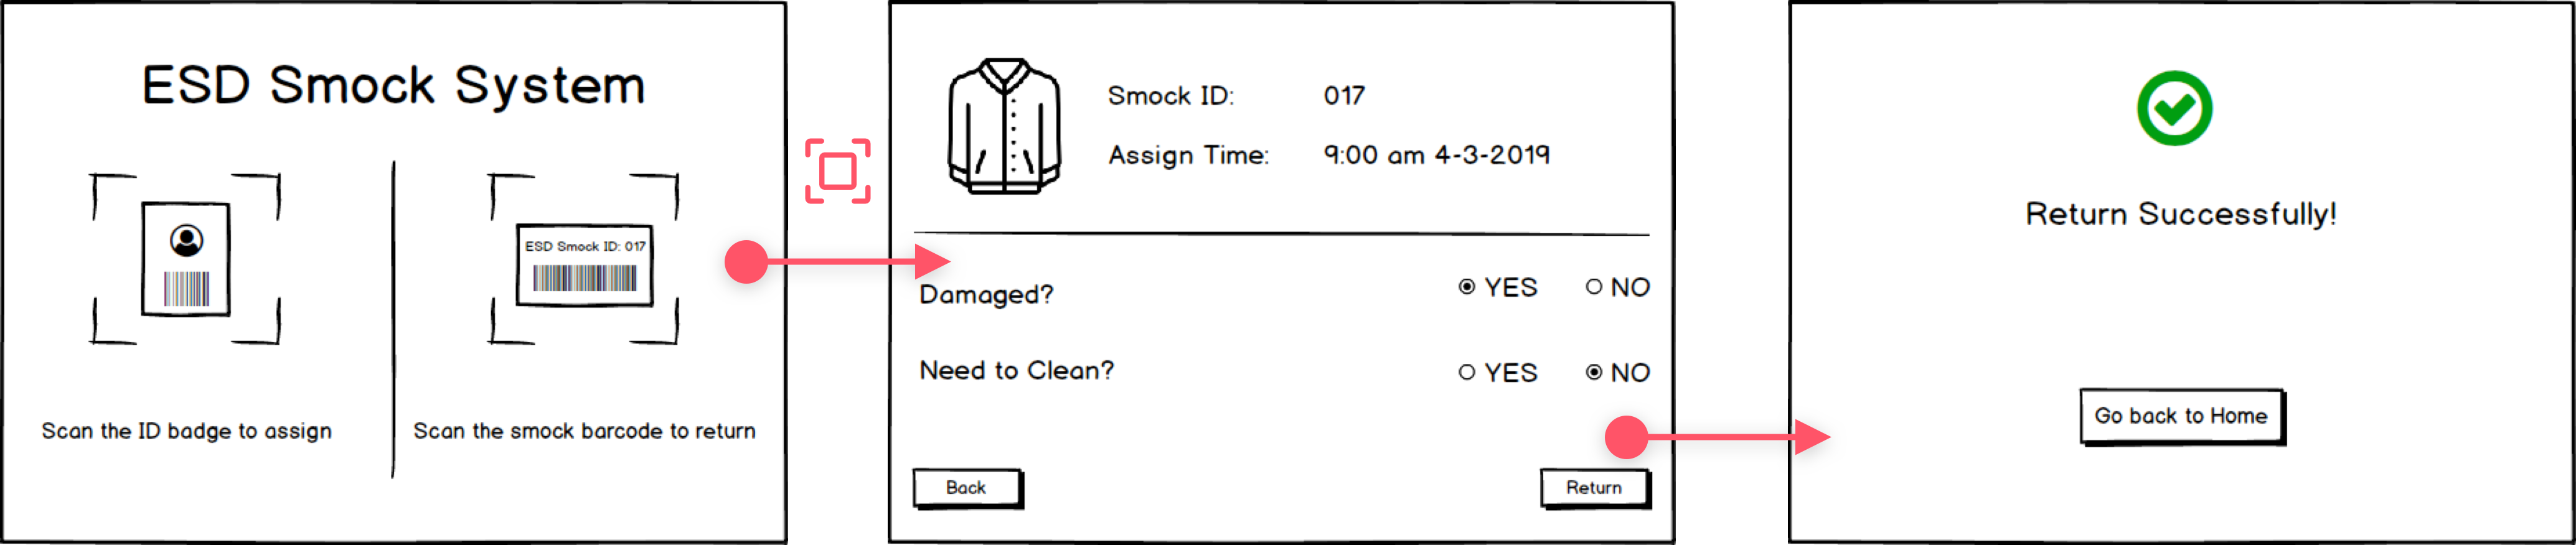 ESD Smock System
ESD Smock ID: 017
Scan the ID badge to assign
Scan the smock barcode to return
Smock ID: 017
Assign Time: 9:00 am 4-3-2019
Damaged? YES NO
Need to Clean? YES NO
Back Return
Return Successfully!
Go back to Home